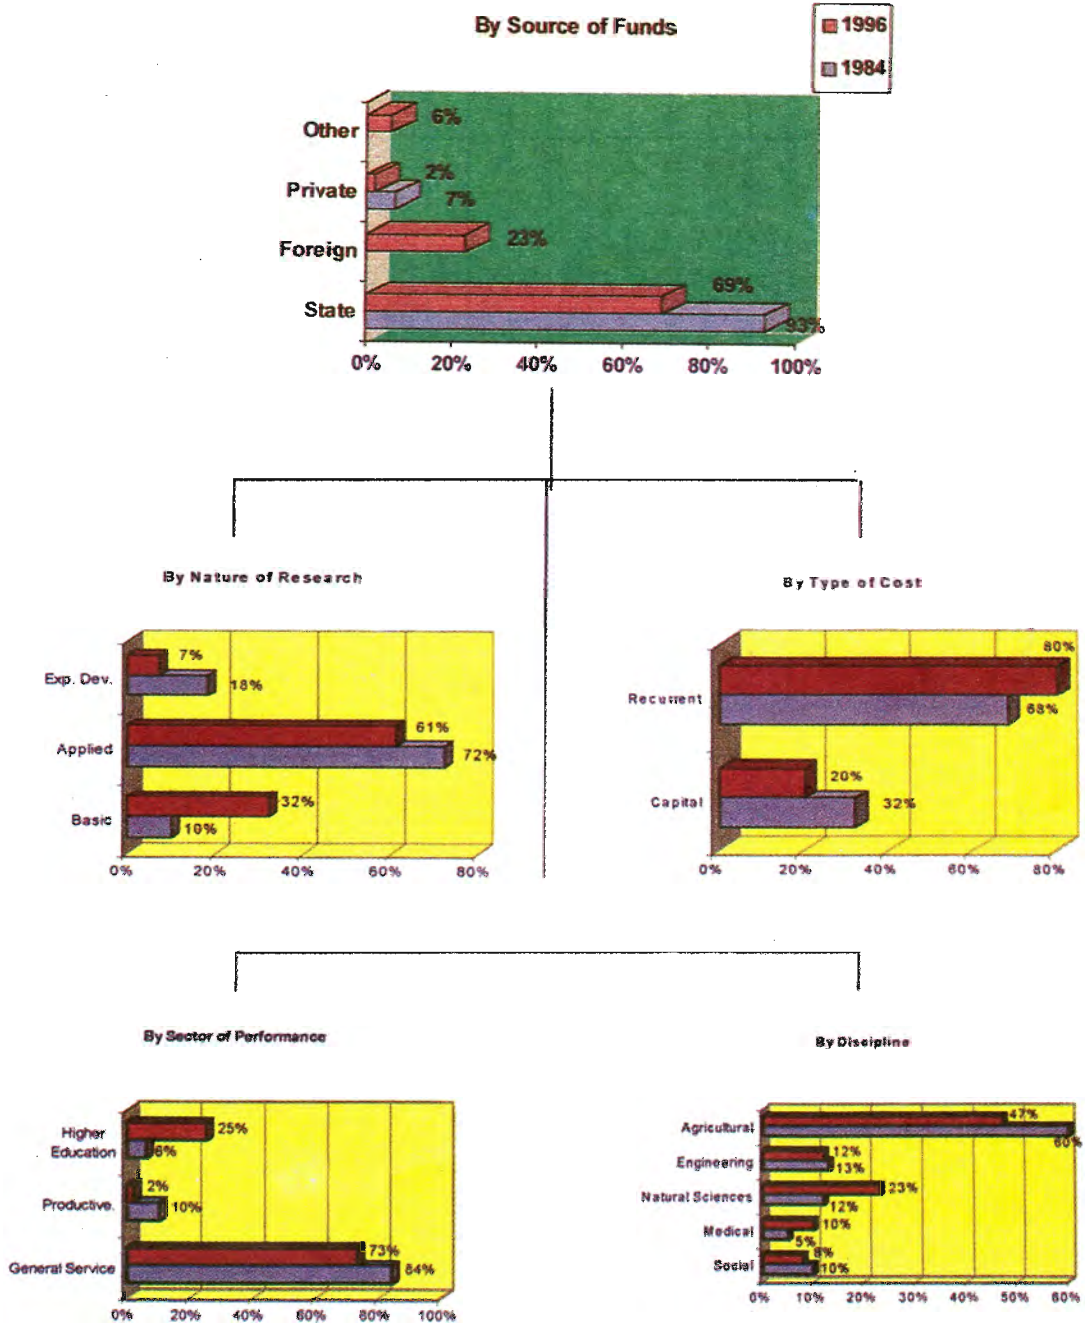 By Source of Funds
1996
1984
Other
6%
Private
2%
7%
Foreign
23%
State
69%
93%
0% 20% 40% 60% 80% 100%
By Nature of Research
Exp. Dev.
7%
18%
Applied
61%
72%
Basic
32%
10%
0% 20% 40% 60% 80%
By Type of Cost
Recurrent
80%
68%
Capital
20%
32%
0% 20% 40% 60% 80%
By Sector of Performance
Higher
Education
25%
6%
Productive.
2%
10%
General Service
73%
84%
0% 20% 40% 60% 80% 100%
By Discipline
Agricultural
47%
60%
Engineering
12%
13%
Natural Sciences
23%
12%
Medical
10%
5%
Social
8%
10%
0% 10% 20% 30% 40% 50% 60%